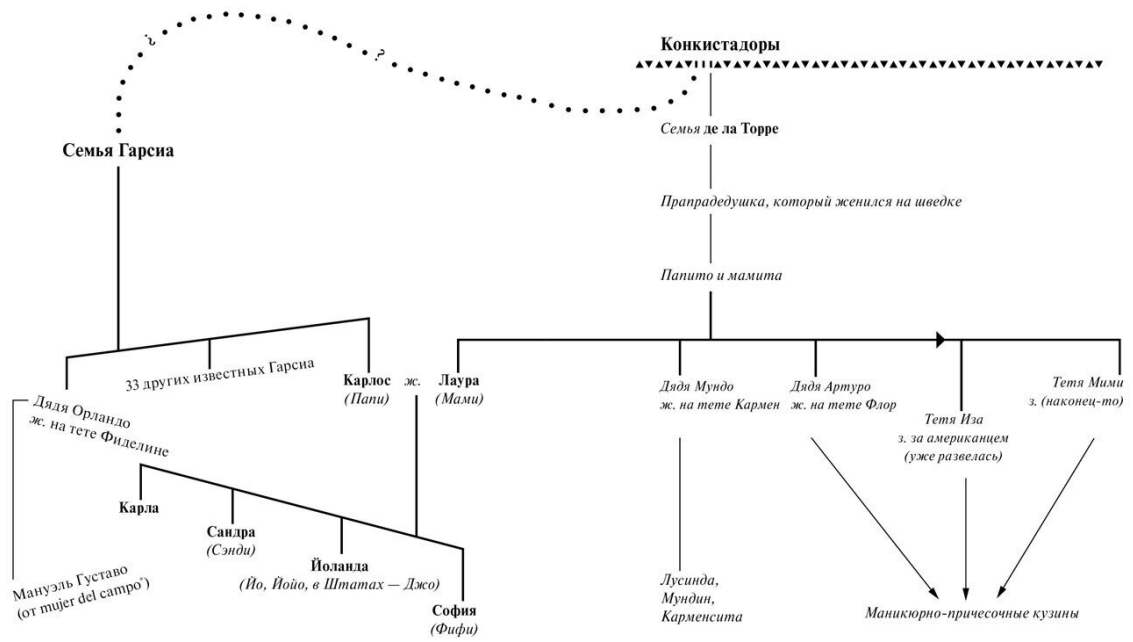 ¿
?
Конкистадоры
Семья де ла Торре
Семья Гарсиа
Прапрадедушка, который женился на шведке
Папито и мамита
33 других известных Гарсиа
Карлос
(Папи)
ж.
Лаура
(Мами)
Дядя Мундо
ж. на тете Кармен
Дядя Артуро
ж. на тете Флор
Тетя Мими
з. (наконец-то)
Дядя Орландо
ж. на тете Фиделине
Тетя Иза
з. за американцем
(уже развелась)
Карла
Сандра
(Сэнди)
Йоланда
(Йо, Йойо, в Штатах — Джо)
София
(Фифи)
Мануэль Густаво
(от mujer del campo*)
Лусинда,
Мундин,
Карменсита
Маникюрно-причесочные кузины